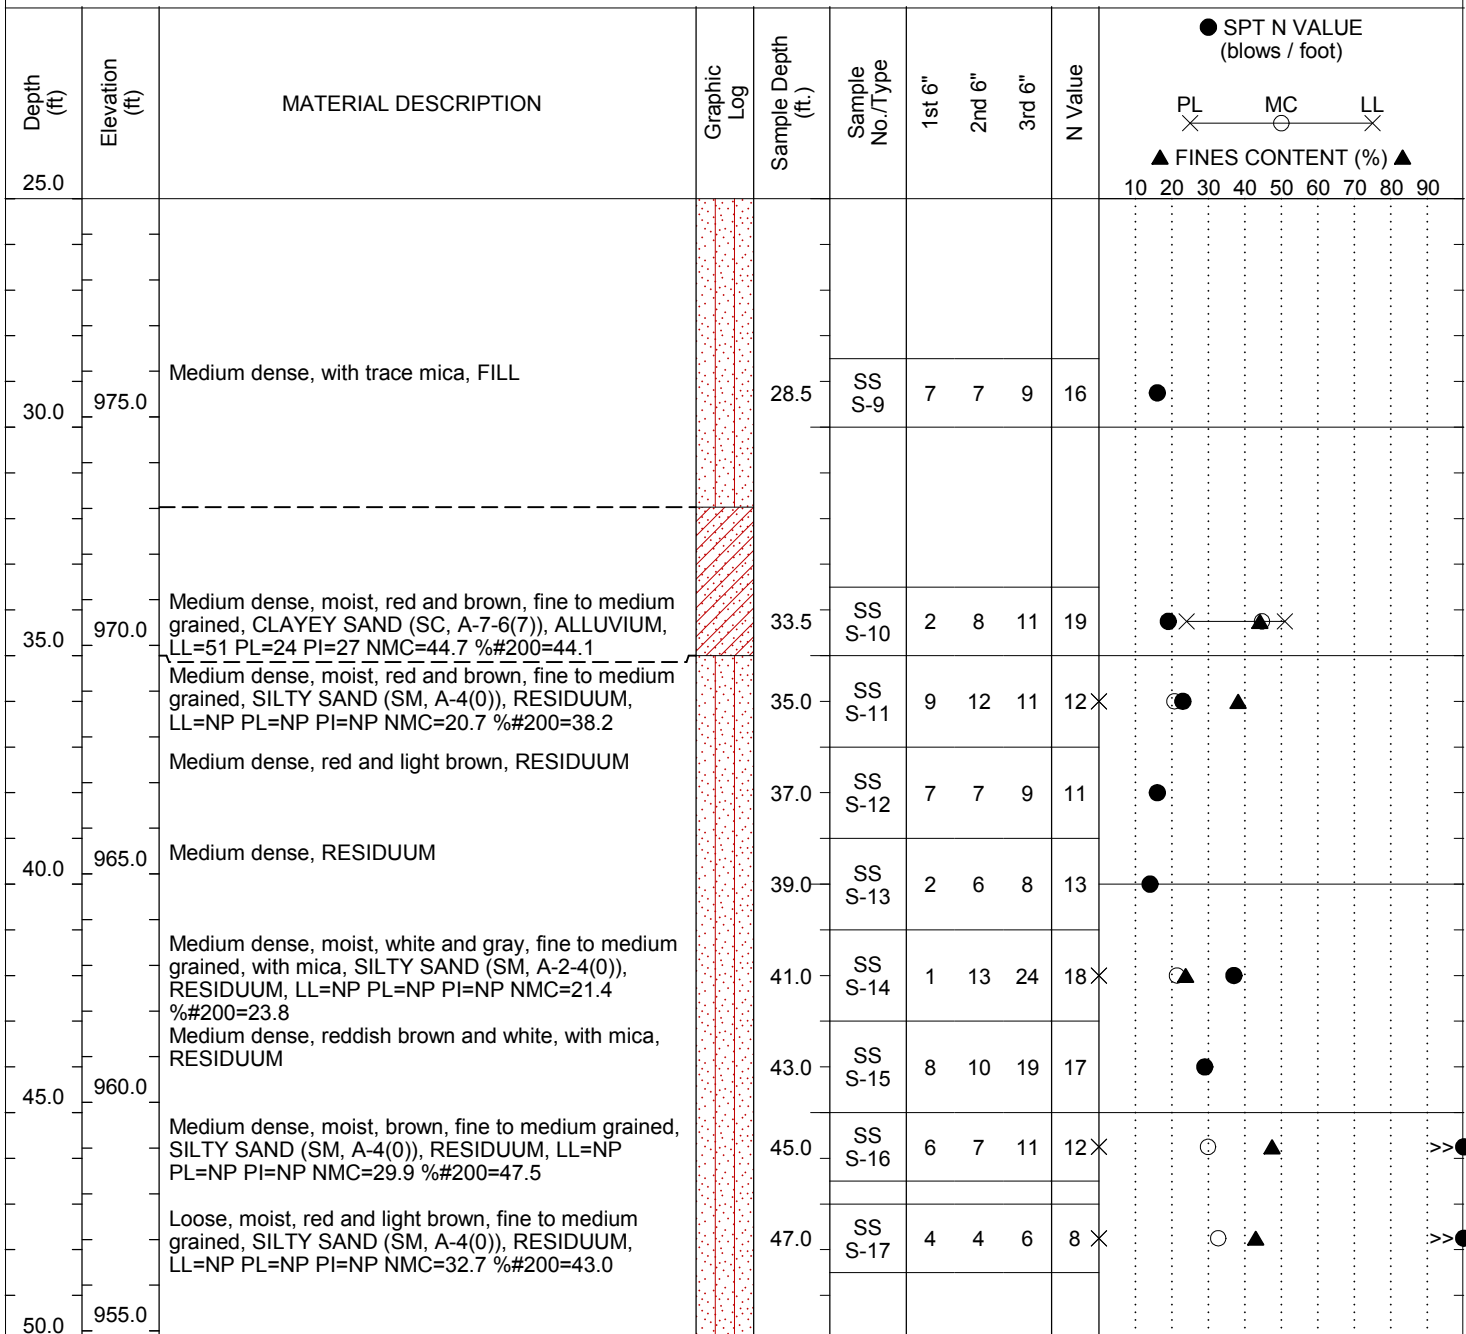 Depth
(ft)
Elevation
(ft)
MATERIAL DESCRIPTION
Graphic
Log
Sample Depth
(ft.)
Sample
No./Type
1st 6"
2nd 6"
3rd 6"
N Value
● SPT N VALUE
(blows / foot)
PL MC LL
▲ FINES CONTENT (%) ▲
10 20 30 40 50 60 70 80 90
25.0
Medium dense, with trace mica, FILL
30.0 975.0
28.5 SS S-9 7 7 9 16
Medium dense, moist, red and brown, fine to medium
grained, CLAYEY SAND (SC, A-7-6(7)), ALLUVIUM,
LL=51 PL=24 PI=27 NMC=44.7 %#200=44.1
35.0 970.0
33.5 SS S-10 2 8 11 19
Medium dense, moist, red and brown, fine to medium
grained, SILTY SAND (SM, A-4(0)), RESIDUUM,
LL=NP PL=NP PI=NP NMC=20.7 %#200=38.2
35.0 SS S-11 9 12 11 12
Medium dense, red and light brown, RESIDUUM
37.0 SS S-12 7 7 9 11
Medium dense, RESIDUUM
40.0 965.0
39.0 SS S-13 2 6 8 13
Medium dense, moist, white and gray, fine to medium
grained, with mica, SILTY SAND (SM, A-2-4(0)),
RESIDUUM, LL=NP PL=NP PI=NP NMC=21.4
%#200=23.8
41.0 SS S-14 1 13 24 18
Medium dense, reddish brown and white, with mica,
RESIDUUM
43.0 SS S-15 8 10 19 17
45.0 960.0
Medium dense, moist, brown, fine to medium grained,
SILTY SAND (SM, A-4(0)), RESIDUUM, LL=NP
PL=NP PI=NP NMC=29.9 %#200=47.5
45.0 SS S-16 6 7 11 12 >>
Loose, moist, red and light brown, fine to medium
grained, SILTY SAND (SM, A-4(0)), RESIDUUM,
LL=NP PL=NP PI=NP NMC=32.7 %#200=43.0
47.0 SS S-17 4 4 6 8 >>
50.0 955.0